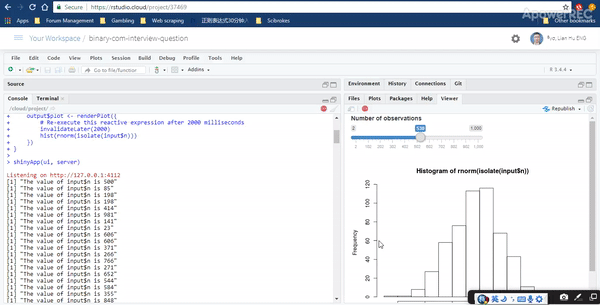 Secure | https://rstudio.cloud/project/37469
ApowerREC
Apps Forum Resources Gambling Web scraping 正则表达式30分钟 Scibrokes
Your Workspace / binary-com-interview-question
File Edit Code View Plots Session Build Debug Profile Tools Help
Go to file/function Addins R 3.4.4
Source Environment History Connections Git
Console Terminal Files Plots Packages Help Viewer
/cloud/project/ Republish
+ output$plot <- renderPlot({
+ # Re-execute this reactive expression after 2000 milliseconds
+ invalidateLater(2000)
+ hist(rnorm(isolate(input$n)))
+ })
+ }
>
> shinyApp(ui, server)
Listening on http://127.0.0.1:4112
[1] "The value of input$n is 500"
[1] "The value of input$n is 85"
[1] "The value of input$n is 198"
[1] "The value of input$n is 198"
[1] "The value of input$n is 414"
[1] "The value of input$n is 981"
[1] "The value of input$n is 141"
[1] "The value of input$n is 23"
[1] "The value of input$n is 606"
[1] "The value of input$n is 606"
[1] "The value of input$n is 371"
[1] "The value of input$n is 266"
[1] "The value of input$n is 766"
[1] "The value of input$n is 271"
[1] "The value of input$n is 652"
[1] "The value of input$n is 544"
[1] "The value of input$n is 584"
[1] "The value of input$n is 355"
[1] "The value of input$n is 848"
Number of observations
2 538 1,000
Histogram of rnorm(isolate(input$n))
Frequency
120
100
80
60
40
20
0
英